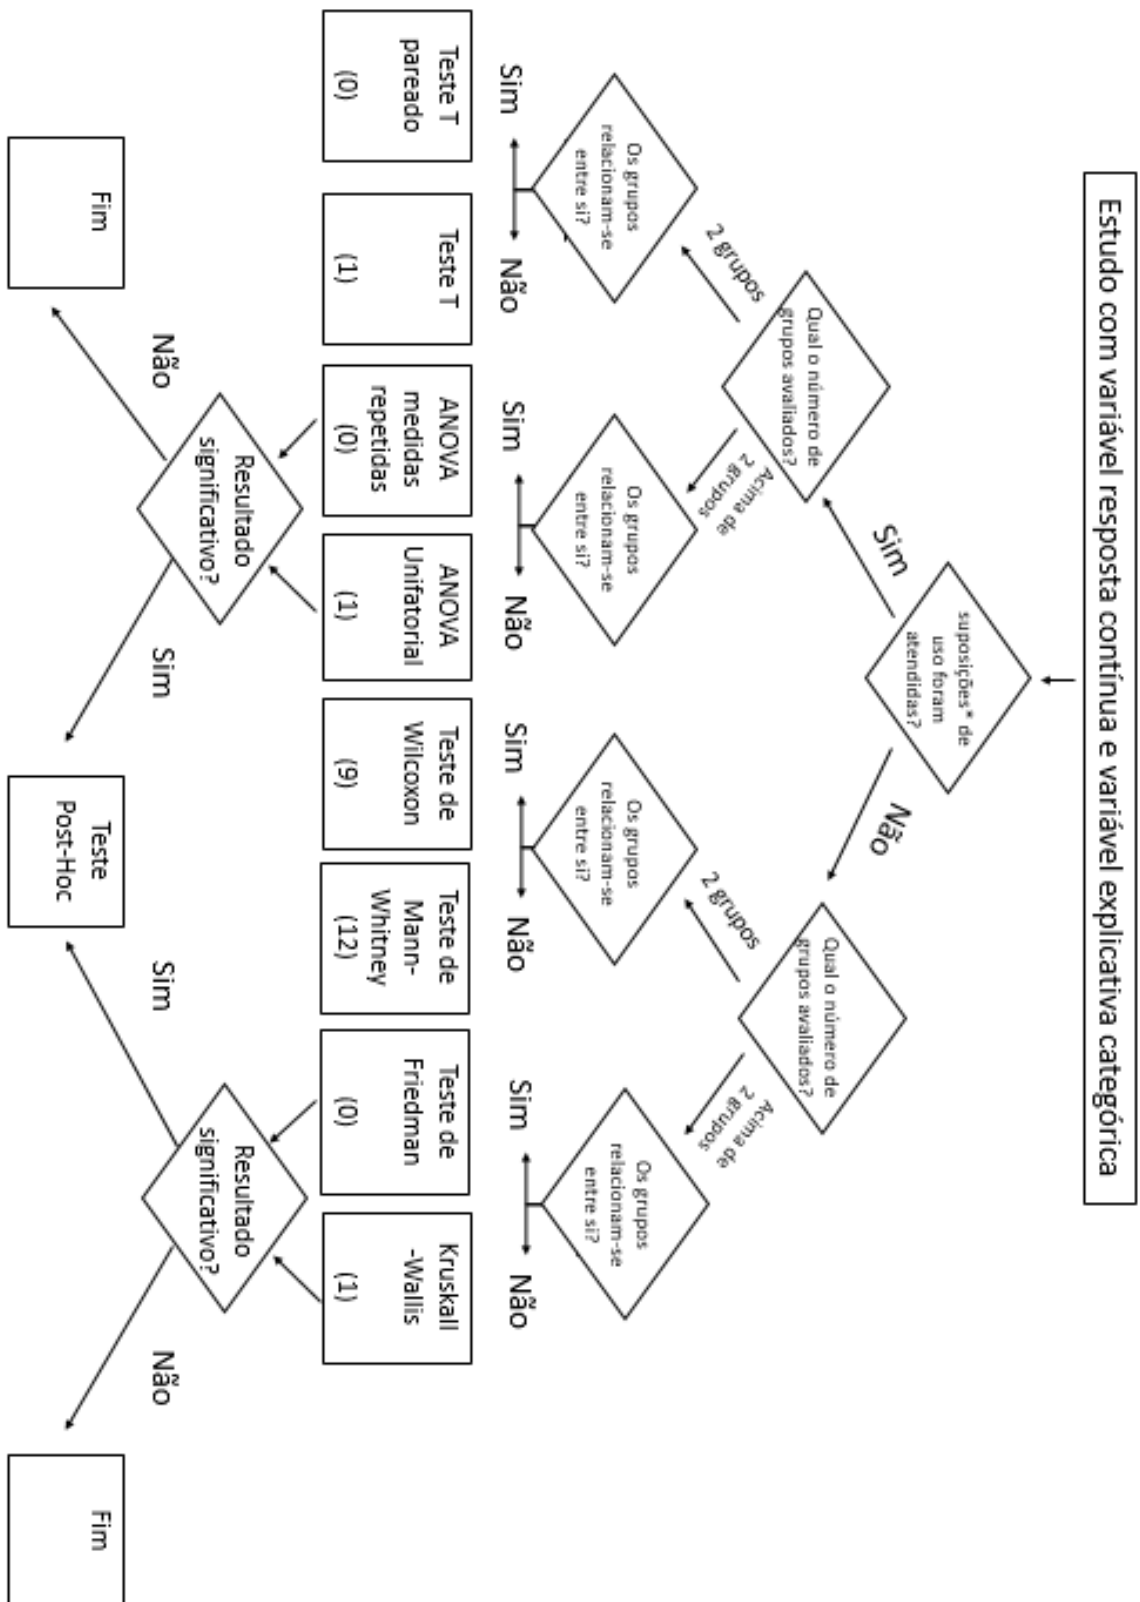 Estudo com variável resposta contínua e variável explicativa categórica
suposições* de
uso foram
atendidas?
Sim
Não
Qual o número de
grupos avaliados?
Qual o número de
grupos avaliados?
2 grupos
Acima de
2 grupos
2 grupos
Acima de
2 grupos
Os grupos
relacionam-se
entre si?
Os grupos
relacionam-se
entre si?
Os grupos
relacionam-se
entre si?
Os grupos
relacionam-se
entre si?
Sim
Não
Sim
Não
Sim
Não
Sim
Não
Teste T
pareado
(0)
Teste T
(1)
ANOVA
medidas
repetidas
(0)
ANOVA
Unifatorial
(1)
Teste de
Wilcoxon
(9)
Teste de
Mann-
Whitney
(12)
Teste de
Friedman
(0)
Kruskall
-Wallis
(1)
Resultado
significativo?
Resultado
significativo?
Não
Sim
Sim
Não
Fim
Teste
Post-Hoc
Fim